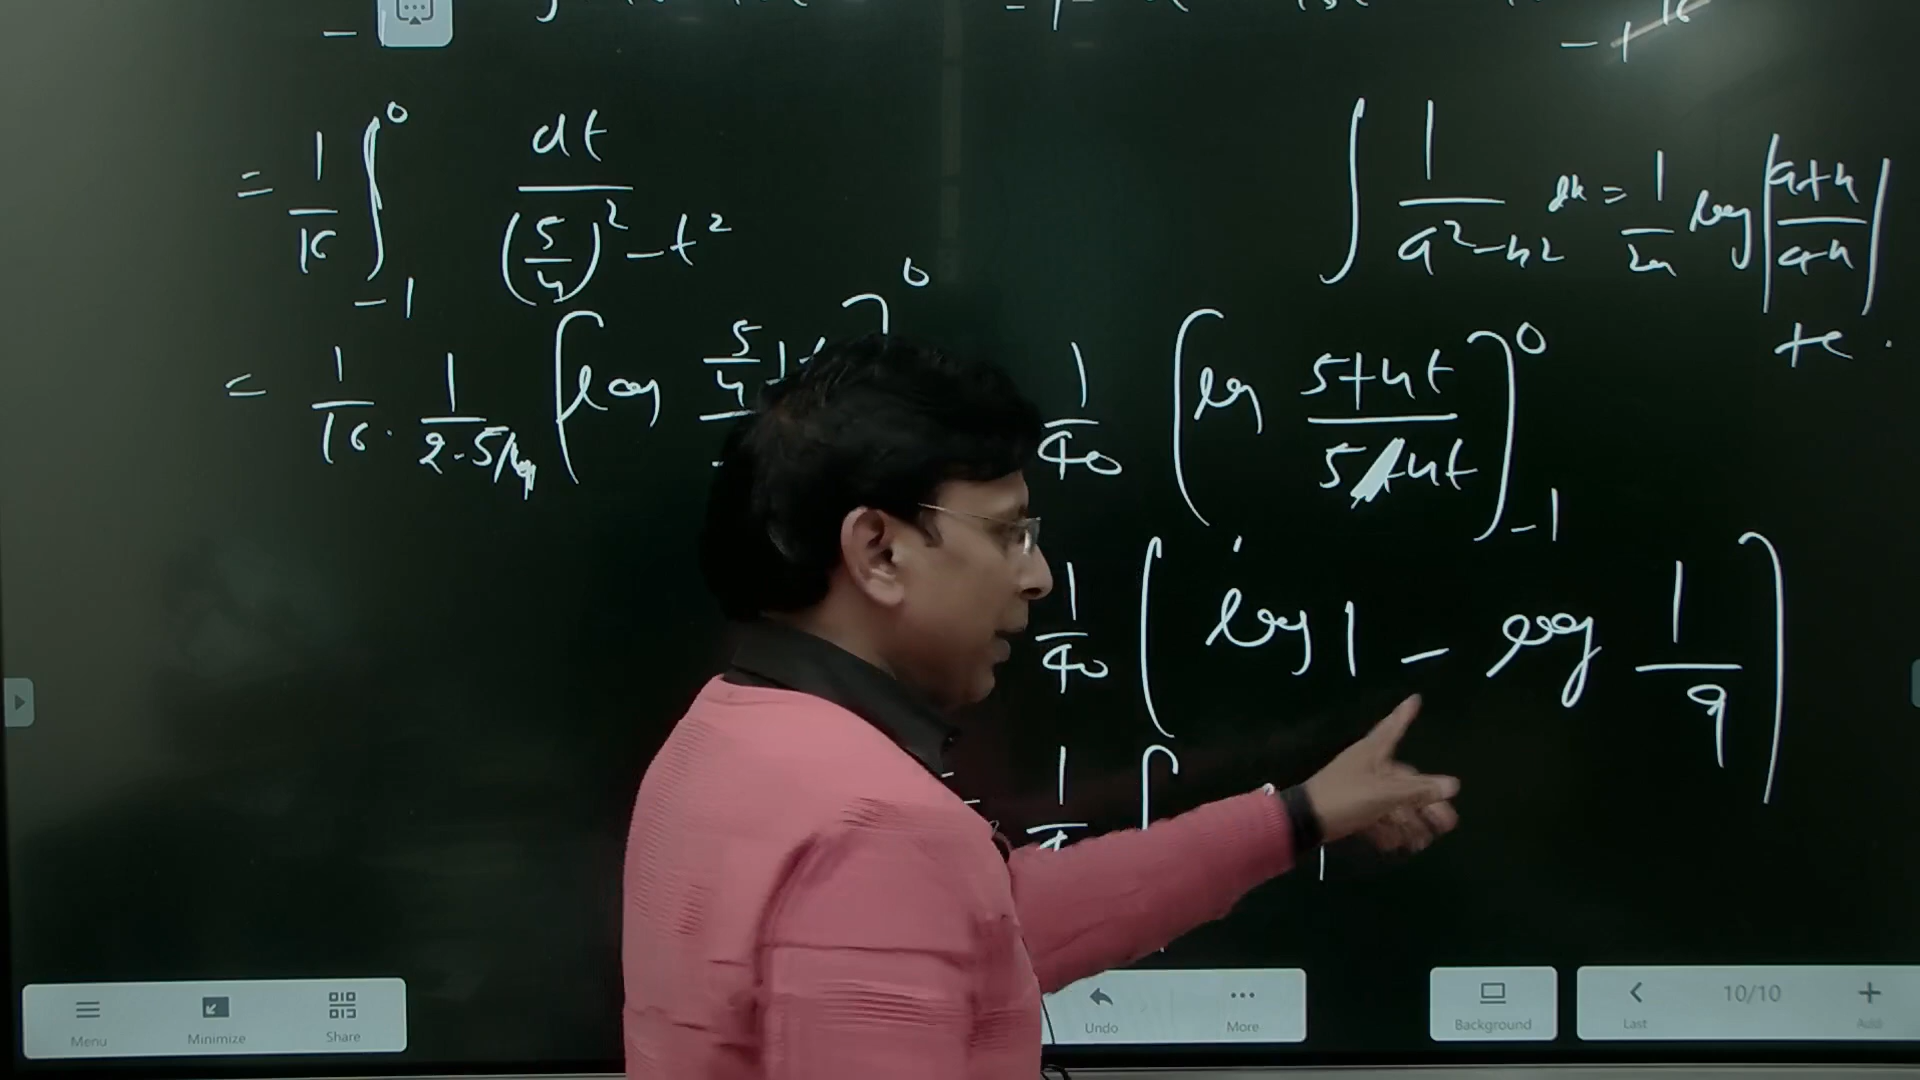 = 1/16 ∫_{-1}^{0} dt / ((5/4)² - t²)
∫ 1/(a² - x²) dx = 1/2a log |(a+x)/(a-x)|
+c.
= 1/16 · 1/(2·5/4) [log 5/4 + ]^0
1/40 [log (5+4t)/(5-4t)]_{-1}^{0}
1/40 [log 1 - log 1/9]
Menu
Minimize
Share
Undo
More
Background
Last
10/10
Add